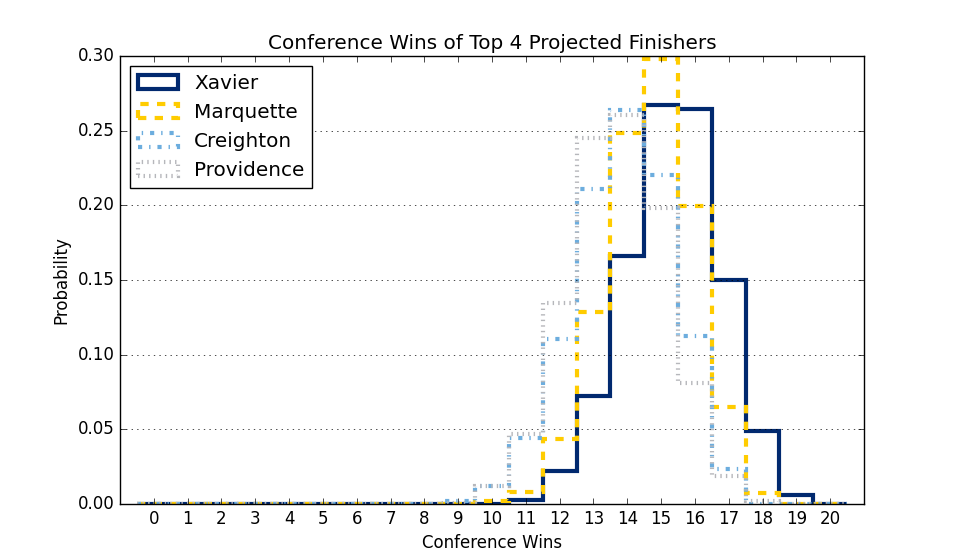 Conference Wins of Top 4 Projected Finishers
Xavier
Marquette
Creighton
Providence
0.30
0.25
0.20
0.15
0.10
0.05
0.00
Probability
0 1 2 3 4 5 6 7 8 9 10 11 12 13 14 15 16 17 18 19 20
Conference Wins